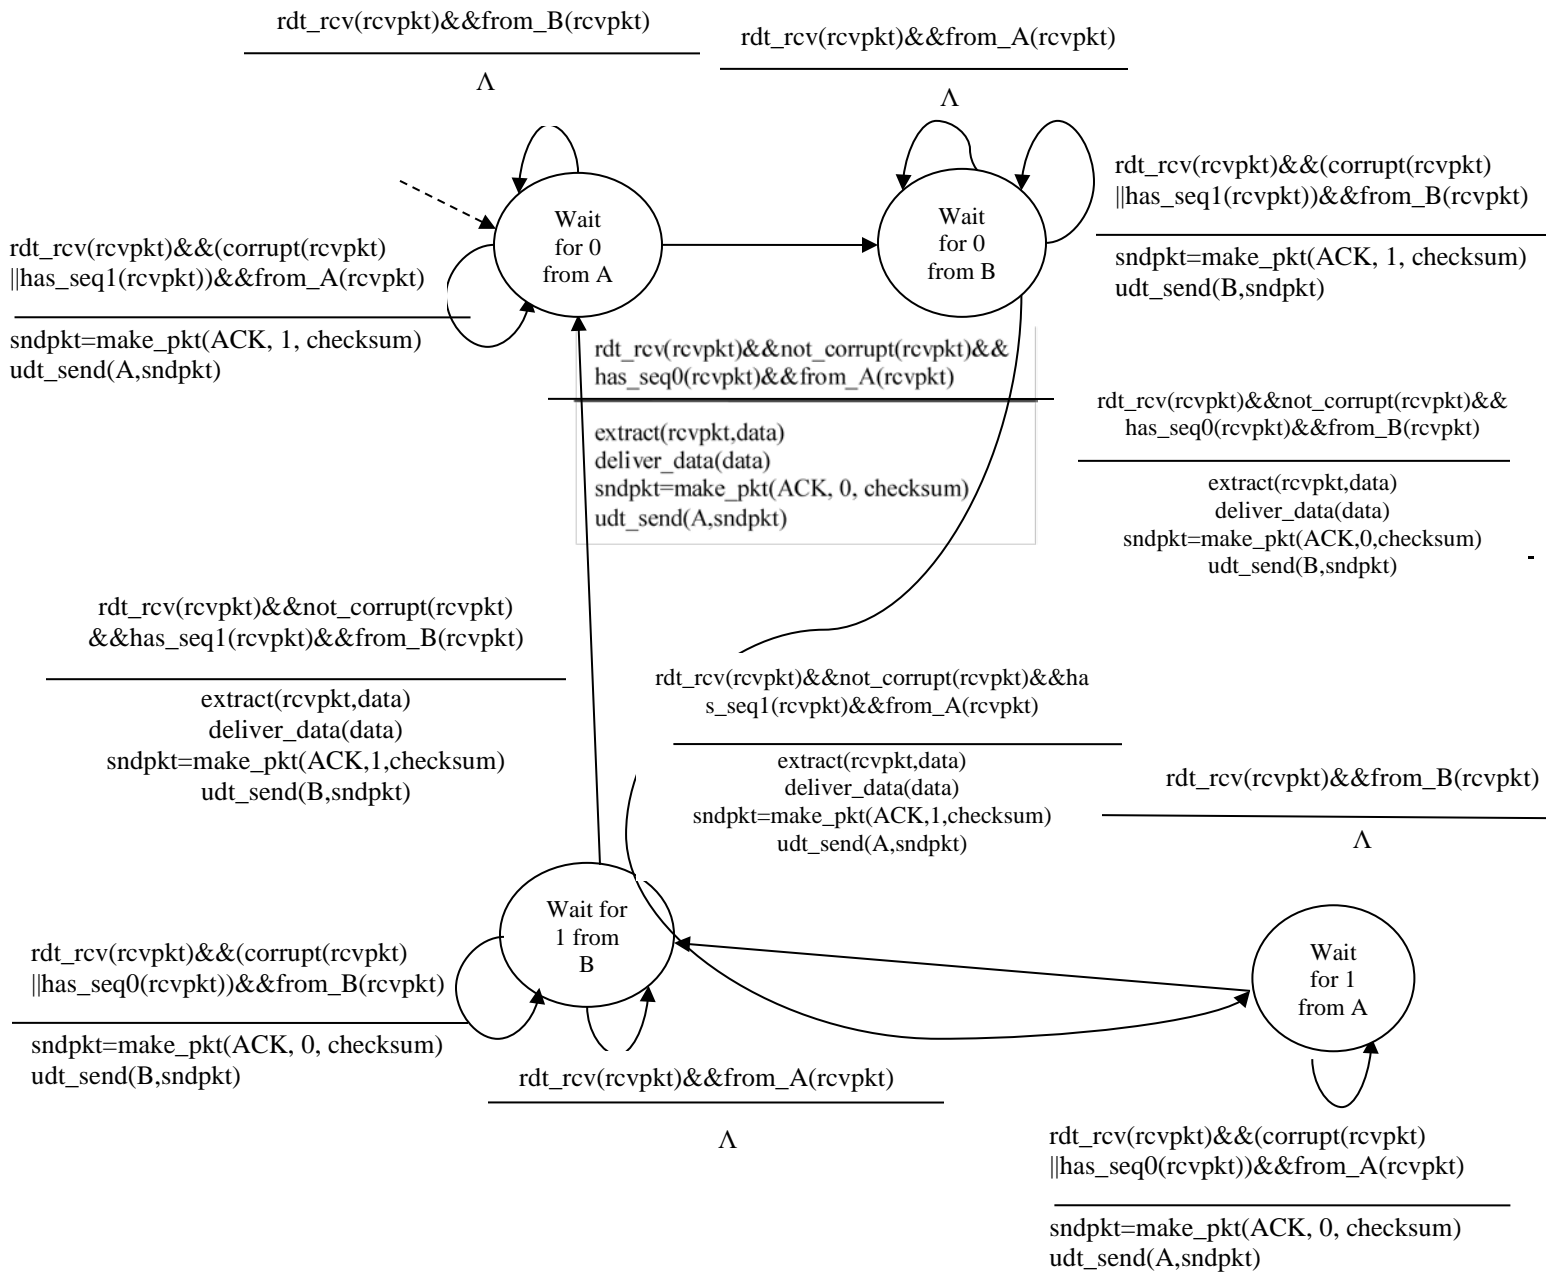 rdt_rcv(rcvpkt)&&from_B(rcvpkt)
Λ
rdt_rcv(rcvpkt)&&from_A(rcvpkt)
Λ
rdt_rcv(rcvpkt)&&(corrupt(rcvpkt)
||has_seq1(rcvpkt))&&from_B(rcvpkt)
sndpkt=make_pkt(ACK, 1, checksum)
udt_send(B,sndpkt)
Wait
for 0
from A
Wait
for 0
from B
rdt_rcv(rcvpkt)&&(corrupt(rcvpkt)
||has_seq1(rcvpkt))&&from_A(rcvpkt)
sndpkt=make_pkt(ACK, 1, checksum)
udt_send(A,sndpkt)
rdt_rcv(rcvpkt)&&not_corrupt(rcvpkt)&&
has_seq0(rcvpkt)&&from_A(rcvpkt)
extract(rcvpkt,data)
deliver_data(data)
sndpkt=make_pkt(ACK, 0, checksum)
udt_send(A,sndpkt)
rdt_rcv(rcvpkt)&&not_corrupt(rcvpkt)&&
has_seq0(rcvpkt)&&from_B(rcvpkt)
extract(rcvpkt,data)
deliver_data(data)
sndpkt=make_pkt(ACK,0,checksum)
udt_send(B,sndpkt)
rdt_rcv(rcvpkt)&&not_corrupt(rcvpkt)
&&has_seq1(rcvpkt)&&from_B(rcvpkt)
extract(rcvpkt,data)
deliver_data(data)
sndpkt=make_pkt(ACK,1,checksum)
udt_send(B,sndpkt)
rdt_rcv(rcvpkt)&&not_corrupt(rcvpkt)&&ha
s_seq1(rcvpkt)&&from_A(rcvpkt)
extract(rcvpkt,data)
deliver_data(data)
sndpkt=make_pkt(ACK,1,checksum)
udt_send(A,sndpkt)
rdt_rcv(rcvpkt)&&from_B(rcvpkt)
Λ
Wait for
1 from
B
Wait
for 1
from A
rdt_rcv(rcvpkt)&&(corrupt(rcvpkt)
||has_seq0(rcvpkt))&&from_B(rcvpkt)
sndpkt=make_pkt(ACK, 0, checksum)
udt_send(B,sndpkt)
rdt_rcv(rcvpkt)&&from_A(rcvpkt)
Λ
rdt_rcv(rcvpkt)&&(corrupt(rcvpkt)
||has_seq0(rcvpkt))&&from_A(rcvpkt)
sndpkt=make_pkt(ACK, 0, checksum)
udt_send(A,sndpkt)